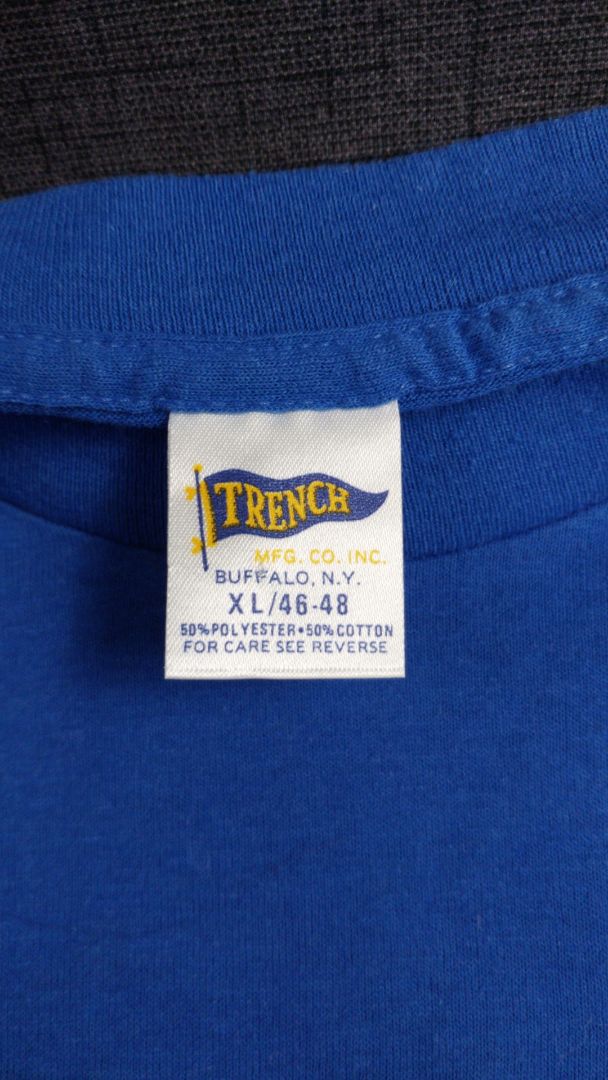 TRENCH
MFG. CO. INC.
BUFFALO, N.Y.
XL/46-48
50%POLYESTER•50%COTTON
FOR CARE SEE REVERSE